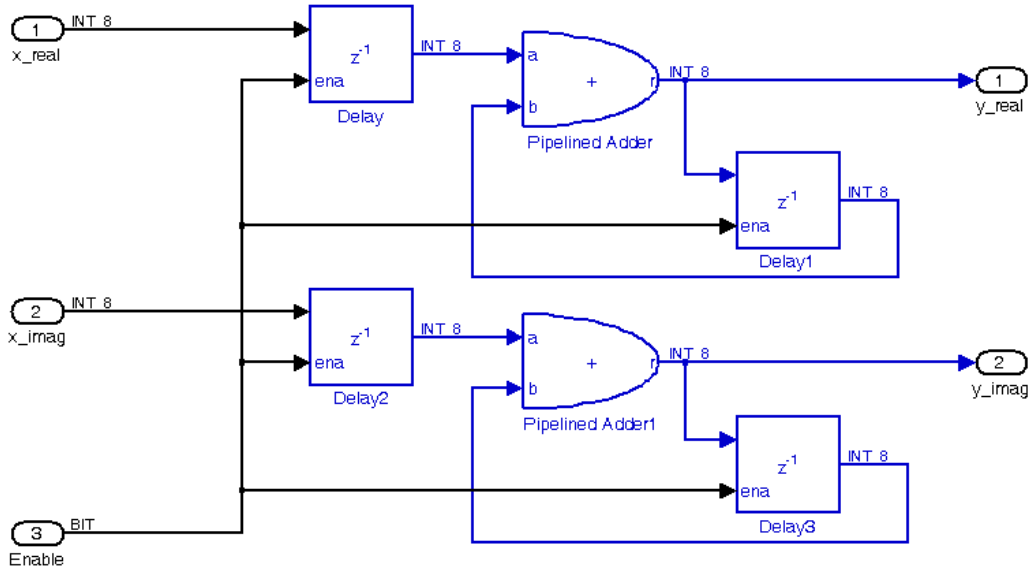 1
INT 8
x_real
z-1
ena
INT 8
Delay
a
b
+
r
INT 8
Pipelined Adder
1
y_real
z-1
ena
INT 8
Delay1
2
INT 8
x_imag
z-1
ena
INT 8
Delay2
a
b
+
r
INT 8
Pipelined Adder1
2
y_imag
z-1
ena
INT 8
Delay3
3
BIT
Enable